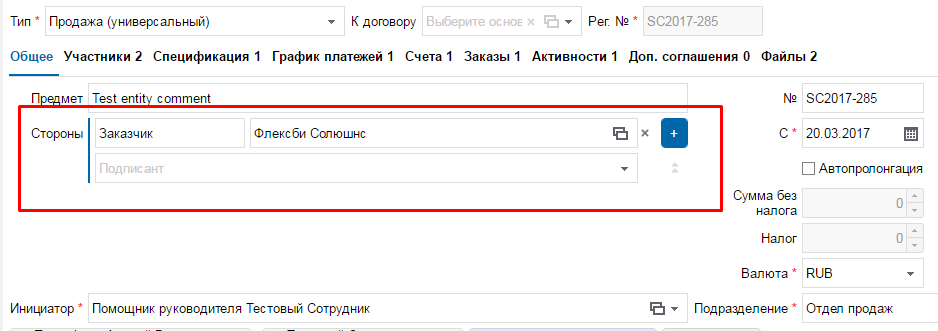 Тип * Продажа (универсальный) К договору Выберите основ Рег. № * SC2017-285
Общее Участники 2 Спецификация 1 График платежей 1 Счета 1 Заказы 1 Активности 1 Доп. соглашения 0 Файлы 2
Предмет Test entity comment № SC2017-285
Стороны Заказчик Флексби Солюшнс × + С * 20.03.2017
Подписант Автопролонгация
Сумма без
налога 0
Налог 0
Валюта * RUB
Инициатор * Помощник руководителя Тестовый Сотрудник Подразделение * Отдел продаж